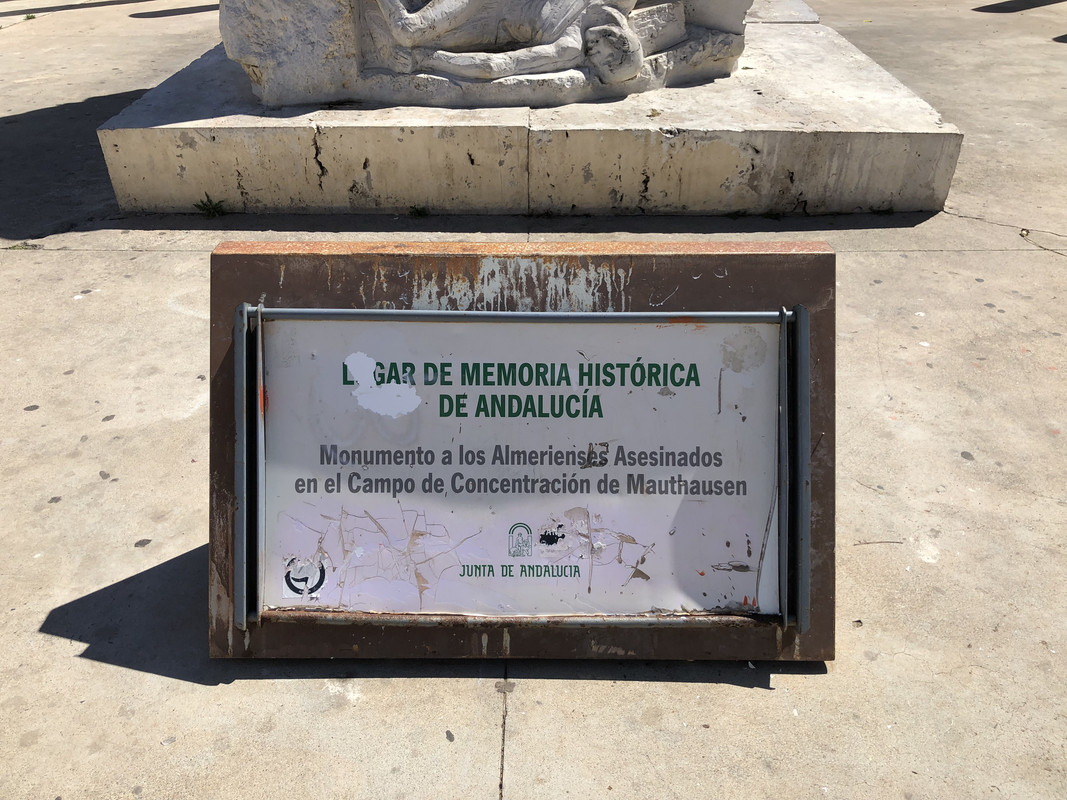 LUGAR DE MEMORIA HISTÓRICA
DE ANDALUCÍA
Monumento a los Almerienses Asesinados
en el Campo de Concentración de Mauthausen
JUNTA DE ANDALUCIA